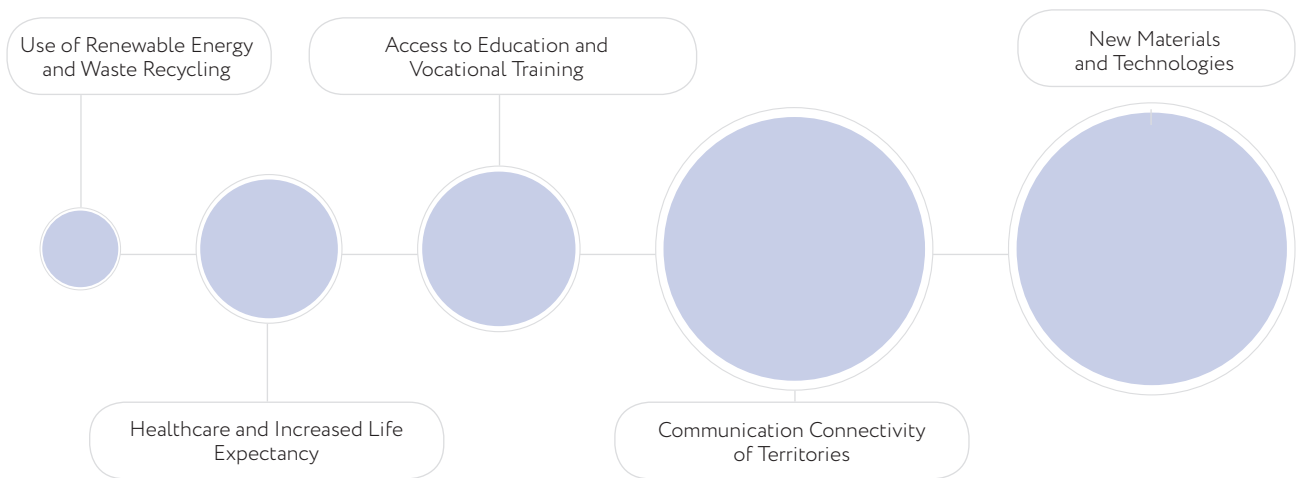 Use of Renewable Energy
and Waste Recycling
Access to Education and
Vocational Training
New Materials
and Technologies
Healthcare and Increased Life
Expectancy
Communication Connectivity
of Territories